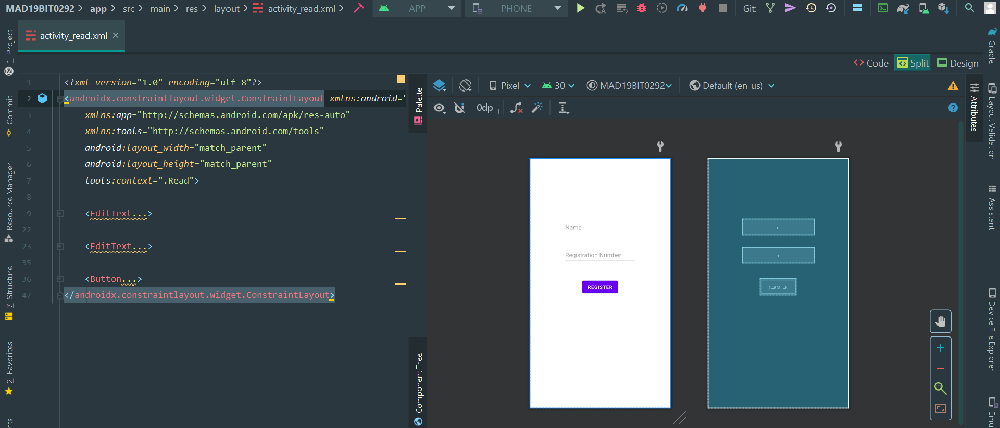 MAD19BIT0292 app src main res layout activity_read.xml APP PHONE Git:
activity_read.xml
Code Split Design
1: Project
Commit
Resource Manager
7: Structure
2: Favorites
1 <?xml version="1.0" encoding="utf-8"?>
2 <androidx.constraintlayout.widget.ConstraintLayout xmlns:android="
3 xmlns:app="http://schemas.android.com/apk/res-auto"
4 xmlns:tools="http://schemas.android.com/tools"
5 android:layout_width="match_parent"
6 android:layout_height="match_parent"
7 tools:context=".Read">
8
9 <EditText...>
22
23 <EditText...>
35
36 <Button...>
47 </androidx.constraintlayout.widget.ConstraintLayout>
Palette
Component Tree
Pixel 30 MAD19BIT0292 Default (en-us)
0dp
Name
Registration Number
REGISTER
REGISTER
1:1
Attributes
Gradle
Layout Validation
Assistant
Device File Explorer
Emu